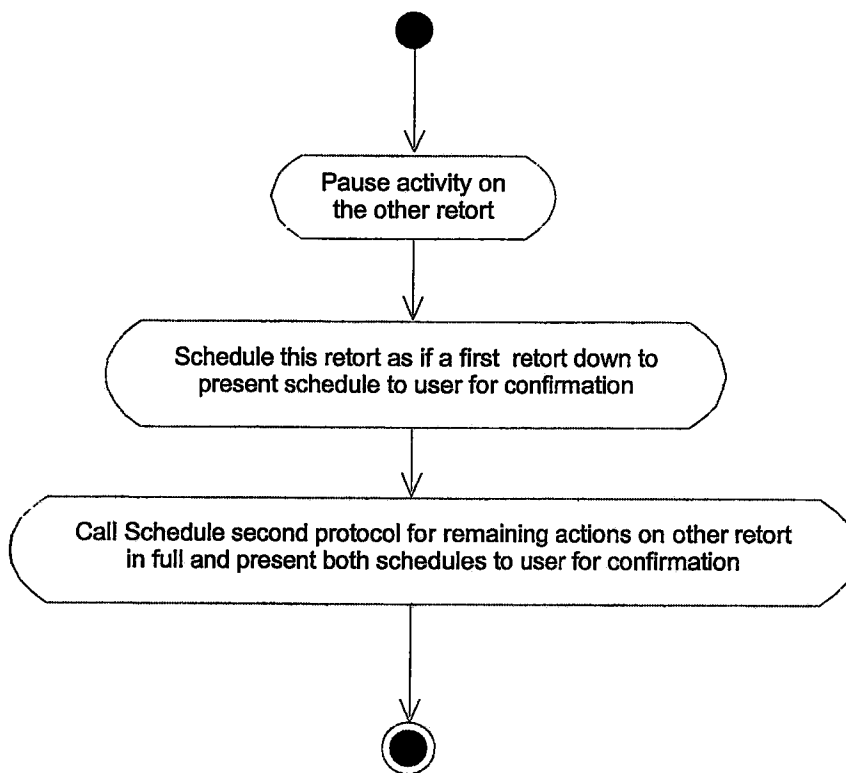 Pause activity on
the other retort
Schedule this retort as if a first retort down to
present schedule to user for confirmation
Call Schedule second protocol for remaining actions on other retort
in full and present both schedules to user for confirmation